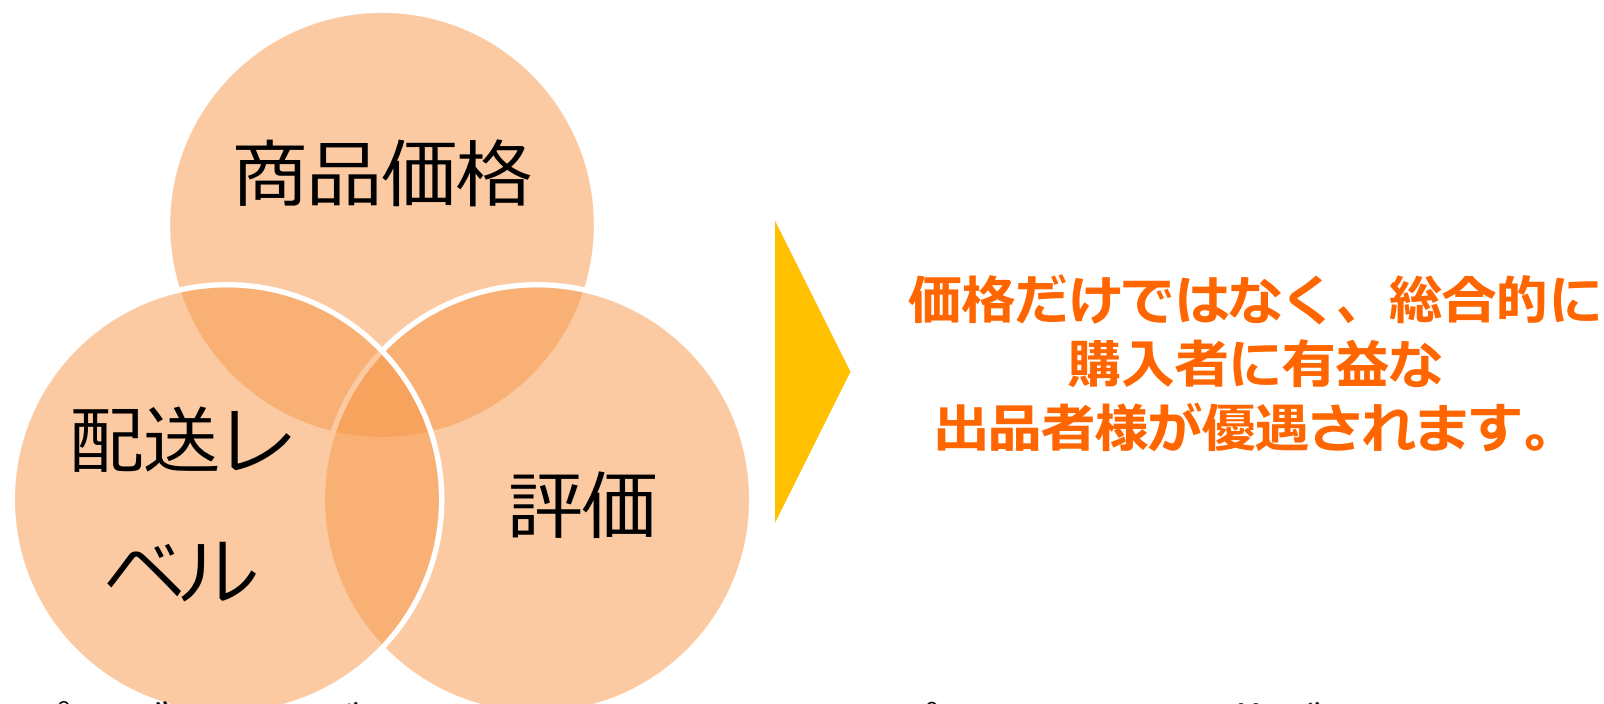 商品価格
配送レ
ベル
評価
価格だけではなく、総合的に
購入者に有益な
出品者様が優遇されます。